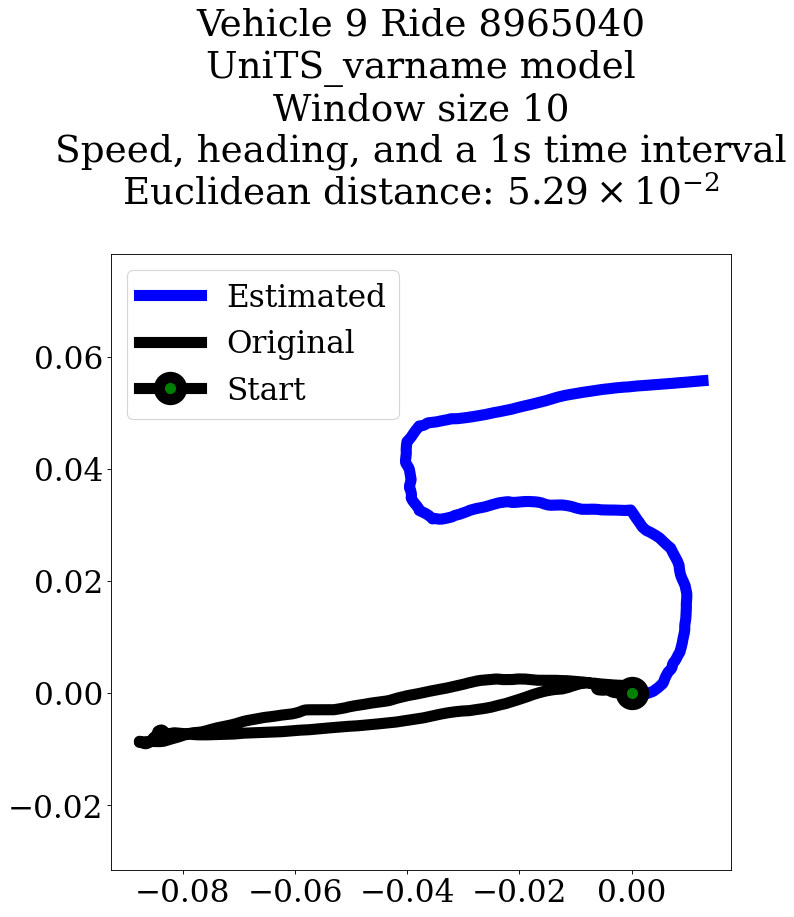 Vehicle 9 Ride 8965040
UniTS_varname model
Window size 10
Speed, heading, and a 1s time interval
Euclidean distance: 5.29 × 10⁻²
Estimated
Original
Start
0.06
0.04
0.02
0.00
−0.02
−0.08 −0.06 −0.04 −0.02 0.00